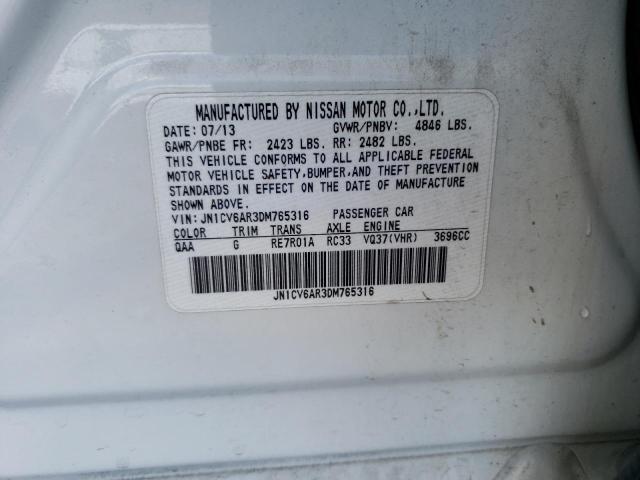 MANUFACTURED BY NISSAN MOTOR CO.,LTD.
DATE: 07/13 GVWR/PNBV: 4846 LBS.
GAWR/PNBE FR: 2423 LBS. RR: 2482 LBS.
THIS VEHICLE CONFORMS TO ALL APPLICABLE FEDERAL
MOTOR VEHICLE SAFETY, BUMPER, AND THEFT PREVENTION
STANDARDS IN EFFECT ON THE DATE OF MANUFACTURE
SHOWN ABOVE.
VIN: JN1CV6AR3DM765316 PASSENGER CAR
COLOR TRIM TRANS AXLE ENGINE
QAA G RE7R01A RC33 VQ37(VHR) 3696CC
JN1CV6AR3DM765316